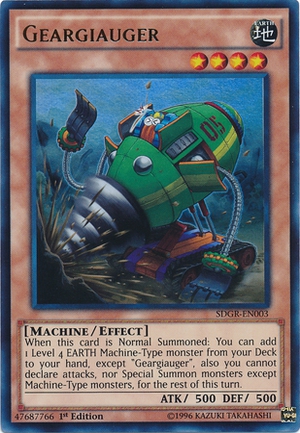 GEARGIAUGER
EARTH
地
05
SDGR-EN003
[MACHINE / EFFECT]
When this card is Normal Summoned: You can add
1 Level 4 EARTH Machine-Type monster from your Deck
to your hand, except "Geargiauger", also you cannot
declare attacks, nor Special Summon monsters except
Machine-Type monsters, for the rest of this turn.
ATK/ 500 DEF/ 500
47687766 1st Edition ©1996 KAZUKI TAKAHASHI